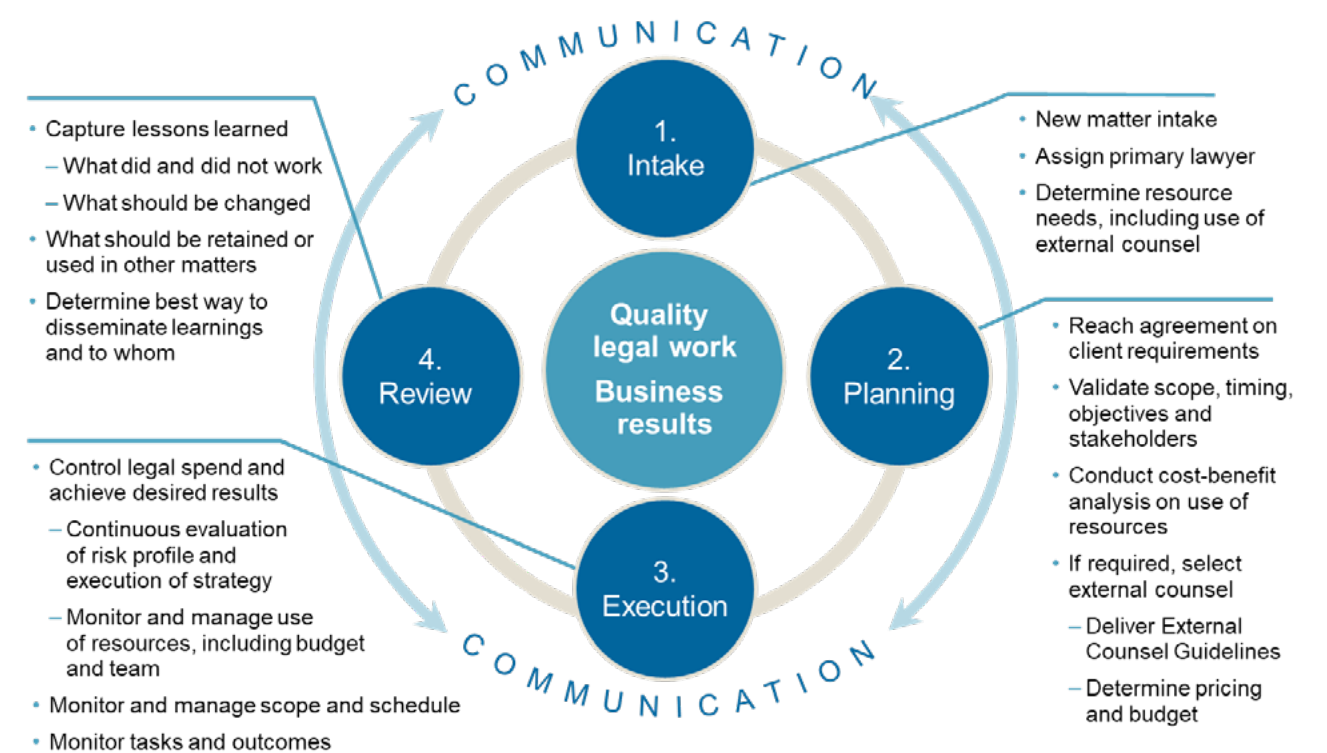 COMMUNICATION
1.
Intake
• New matter intake
• Assign primary lawyer
• Determine resource
needs, including use of
external counsel
2.
Planning
• Reach agreement on
client requirements
• Validate scope, timing,
objectives and
stakeholders
• Conduct cost-benefit
analysis on use of
resources
• If required, select
external counsel
– Deliver External
Counsel Guidelines
– Determine pricing
and budget
3.
Execution
• Control legal spend and
achieve desired results
– Continuous evaluation
of risk profile and
execution of strategy
– Monitor and manage use
of resources, including budget
and team
• Monitor and manage scope and schedule
• Monitor tasks and outcomes
4.
Review
• Capture lessons learned
– What did and did not work
– What should be changed
• What should be retained or
used in other matters
• Determine best way to
disseminate learnings
and to whom
Quality
legal work
Business
results
COMMUNICATION